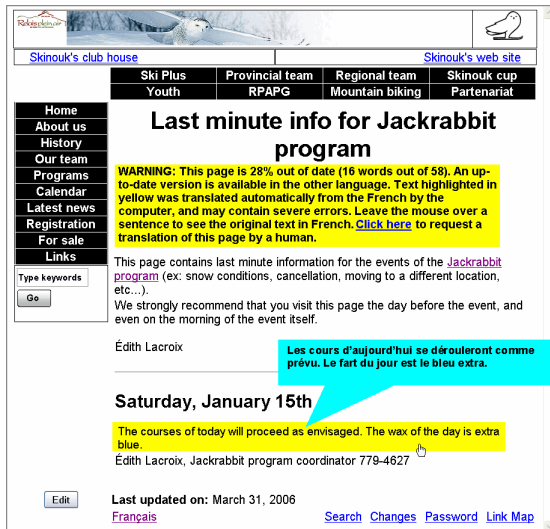 Relais plein air
Skinouk's club house
Skinouk's web site
Ski Plus Provincial team Regional team Skinouk cup
Youth RPAPG Mountain biking Partenariat
Home
About us
History
Our team
Programs
Calendar
Latest news
Registration
For sale
Links
Type keywords
Go
Last minute info for Jackrabbit
program
WARNING: This page is 28% out of date (16 words out of 58). An up-
to-date version is available in the other language. Text highlighted in
yellow was translated automatically from the French by the
computer, and may contain severe errors. Leave the mouse over a
sentence to see the original text in French. Click here to request a
translation of this page by a human.
This page contains last minute information for the events of the Jackrabbit
program (ex: snow conditions, cancellation, moving to a different location,
etc...).
We strongly recommend that you visit this page the day before the event, and
even on the morning of the event itself.
Édith Lacroix
Les cours d'aujourd'hui se dérouleront comme
prévu. Le fart du jour est le bleu extra.
Saturday, January 15th
The courses of today will proceed as envisaged. The wax of the day is extra
blue.
Édith Lacroix, Jackrabbit program coordinator 779-4627
Edit
Last updated on: March 31, 2006
Français
Search Changes Password Link Map